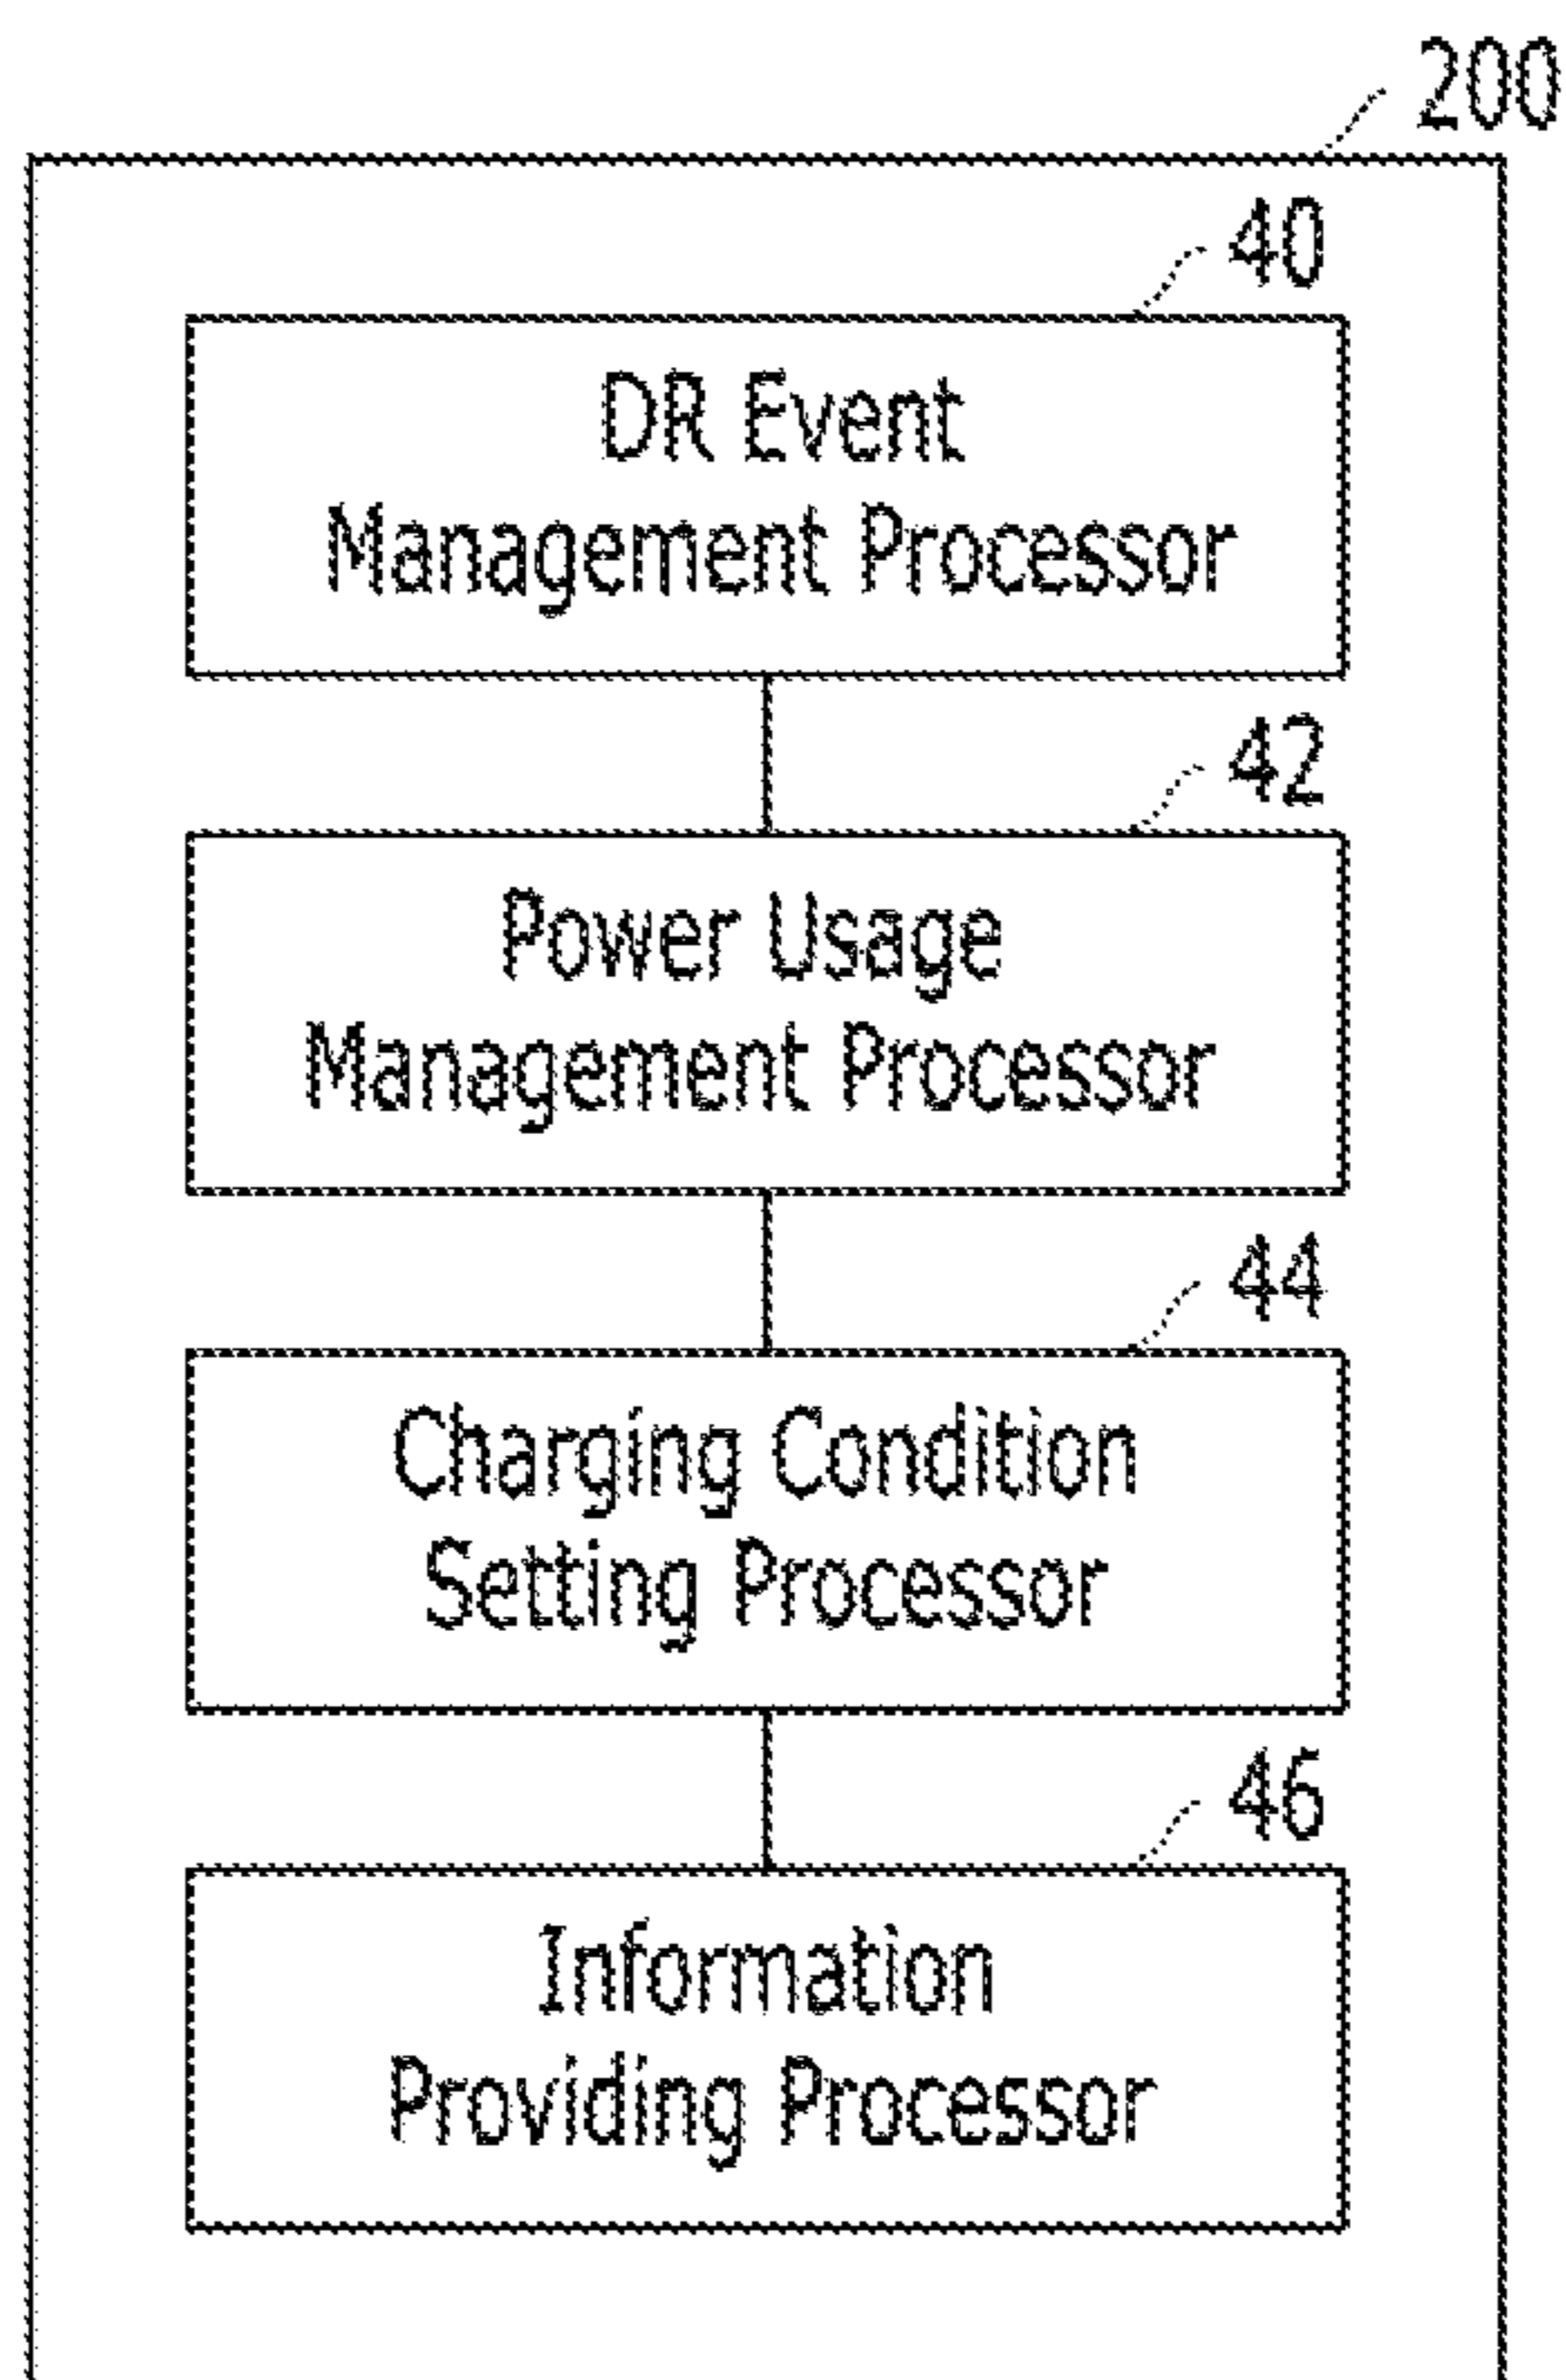 200
40
DR Event
Management Processor
42
Power Usage
Management Processor
44
Charging Condition
Setting Processor
46
Information
Providing Processor